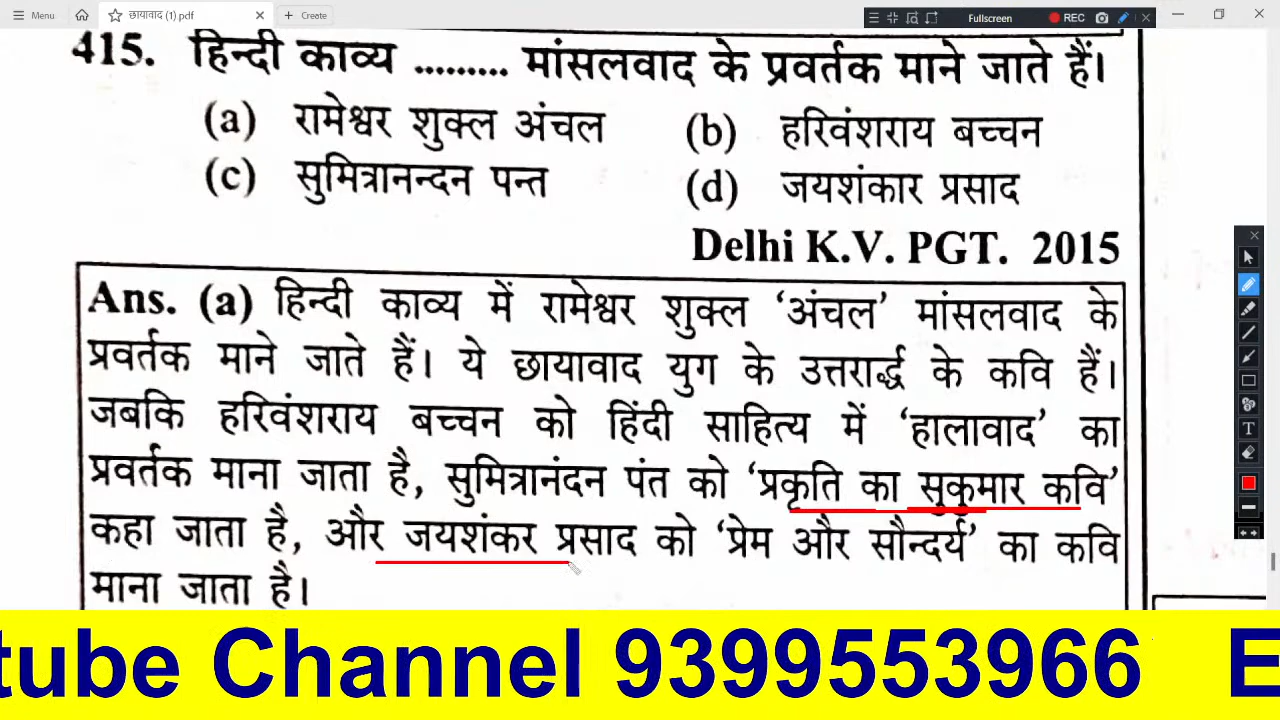 Menu
छायावाद (1).pdf
+ Create
Fullscreen
REC
415. हिन्दी काव्य ......... मांसलवाद के प्रवर्तक माने जाते हैं।
(a) रामेश्वर शुक्ल अंचल (b) हरिवंशराय बच्चन
(c) सुमित्रानन्दन पन्त (d) जयशंकार प्रसाद
Delhi K.V. PGT. 2015
Ans. (a) हिन्दी काव्य में रामेश्वर शुक्ल ‘अंचल’ मांसलवाद के
प्रवर्तक माने जाते हैं। ये छायावाद युग के उत्तरार्द्ध के कवि हैं।
जबकि हरिवंशराय बच्चन को हिंदी साहित्य में ‘हालावाद’ का
प्रवर्तक माना जाता है, सुमित्रानंदन पंत को ‘प्रकृति का सुकुमार कवि’
कहा जाता है, और जयशंकर प्रसाद को ‘प्रेम और सौन्दर्य’ का कवि
माना जाता है।
T
tube Channel 9399553966 E